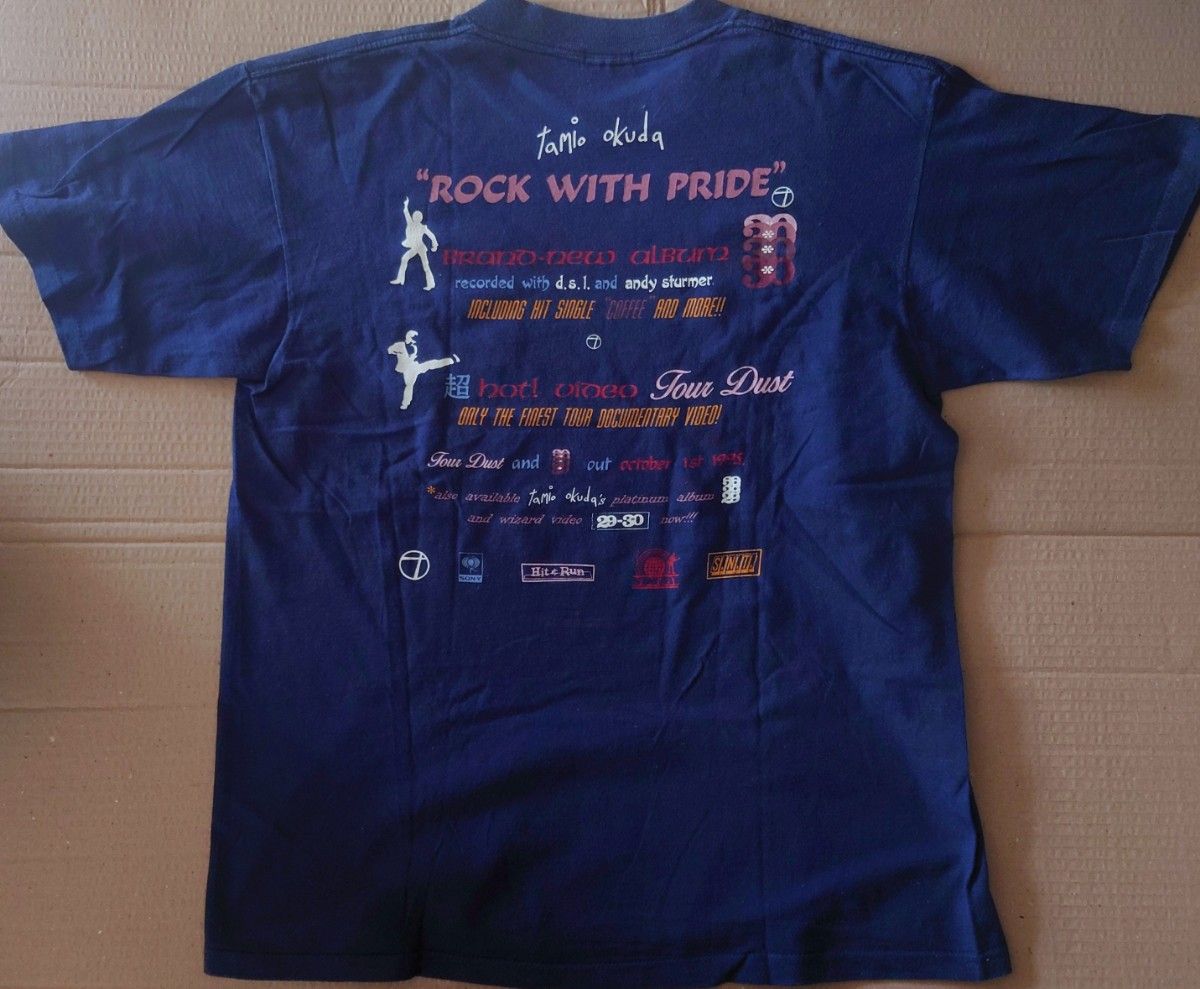 tamio okuda
"ROCK WITH PRIDE"
BRAND-NEW ALBUM
recorded with d.s.l. and andy sturmer.
INCLUDING HIT SINGLE "COFFEE" AND MORE!!
超 hot! video Tour Dust
ONLY THE FINEST TOUR DOCUMENTARY VIDEO!
Tour Dust and out october 1st 1995.
*also available tamio okuda's platinum album
and wizard video 29-30 now!!!
SONY Hit & Run